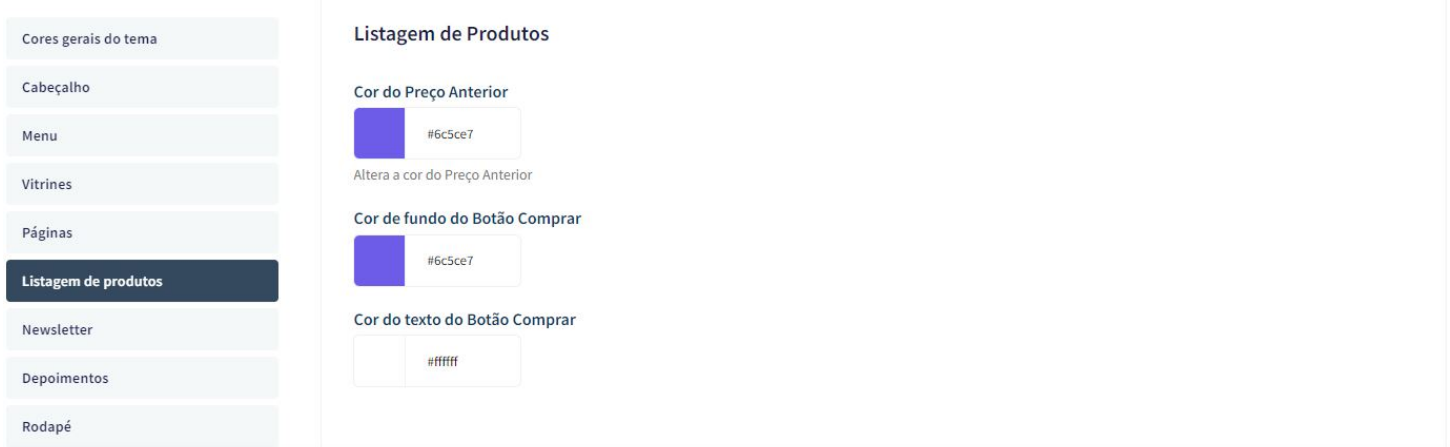 Cores gerais do tema
Cabeçalho
Menu
Vitrines
Páginas
Listagem de produtos
Newsletter
Depoimentos
Rodapé
Listagem de Produtos
Cor do Preço Anterior
#6c5ce7
Altera a cor do Preço Anterior
Cor de fundo do Botão Comprar
#6c5ce7
Cor do texto do Botão Comprar
#ffffff